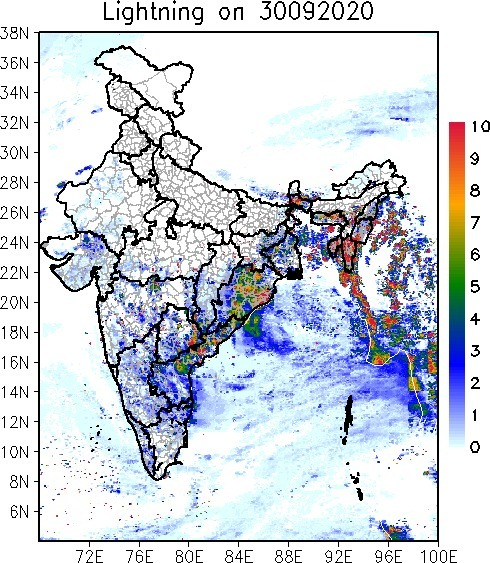 Lightning on 30092020
38N
36N
34N
32N
30N
28N
26N
24N
22N
20N
18N
16N
14N
12N
10N
8N
6N
72E 76E 80E 84E 88E 92E 96E 100E
10
9
8
7
6
5
4
3
2
1
0